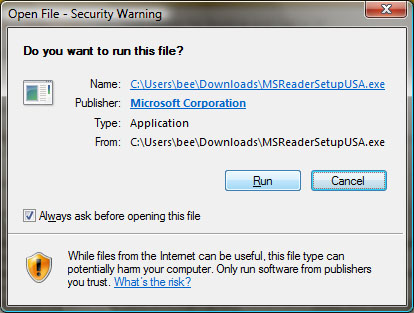 Open File - Security Warning
Do you want to run this file?
Name: C:\Users\bee\Downloads\MSReaderSetupUSA.exe
Publisher: Microsoft Corporation
Type: Application
From: C:\Users\bee\Downloads\MSReaderSetupUSA.exe
Run Cancel
Always ask before opening this file
While files from the Internet can be useful, this file type can
potentially harm your computer. Only run software from publishers
you trust. What's the risk?